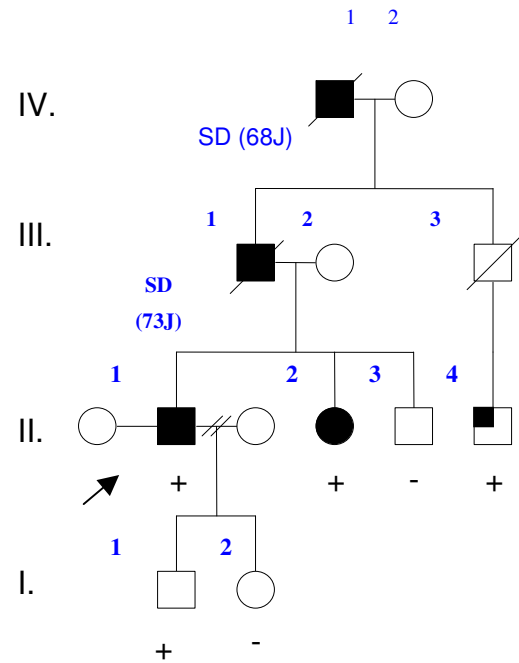 1 2
IV.
SD (68J)
1 2 3
III.
SD
(73J)
1 2 3 4
II.
+ + - +
1 2
I.
+ -